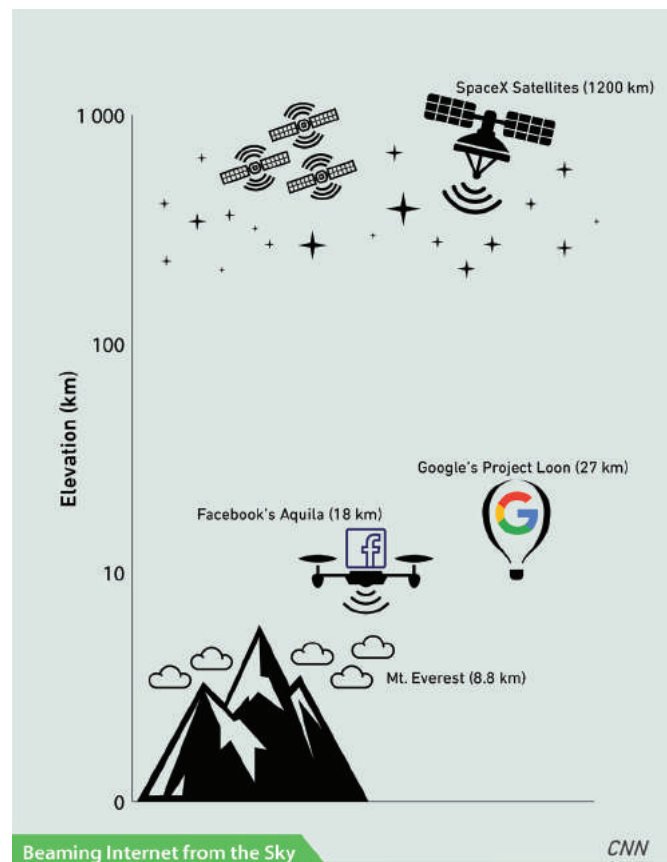 SpaceX Satellites (1200 km)
1 000
100
Elevation (km)
Google's Project Loon (27 km)
Facebook's Aquila (18 km)
G
f
10
Mt. Everest (8.8 km)
0
Beaming Internet from the Sky
CNN